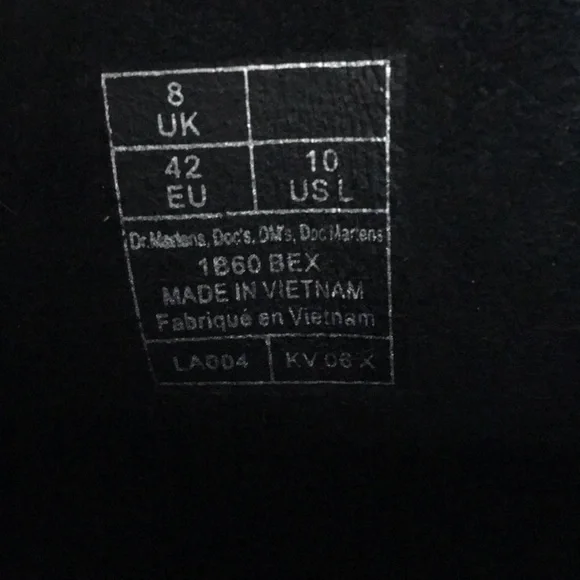 8
UK
42
EU
10
US L
Dr.Martens, Doc's, DM's, Doc Martens
1B60 BEX
MADE IN VIETNAM
Fabriqué en Vietnam
LA004
KV 06 X